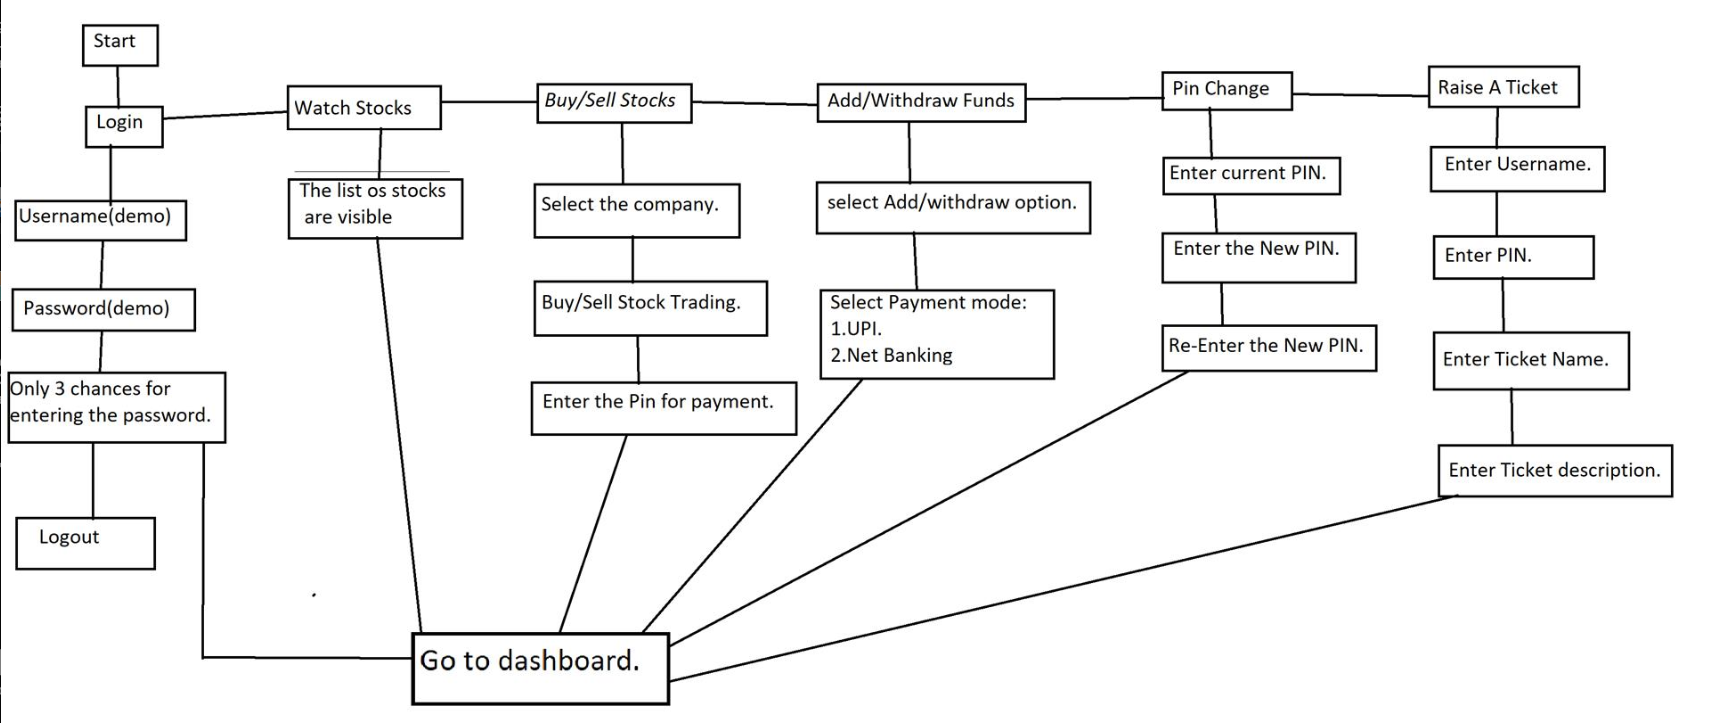 Start
Login
Username(demo)
Password(demo)
Only 3 chances for
entering the password.
Logout
Watch Stocks
The list os stocks
are visible
Buy/Sell Stocks
Select the company.
Buy/Sell Stock Trading.
Enter the Pin for payment.
Add/Withdraw Funds
select Add/withdraw option.
Select Payment mode:
1.UPI.
2.Net Banking
Pin Change
Enter current PIN.
Enter the New PIN.
Re-Enter the New PIN.
Raise A Ticket
Enter Username.
Enter PIN.
Enter Ticket Name.
Enter Ticket description.
Go to dashboard.